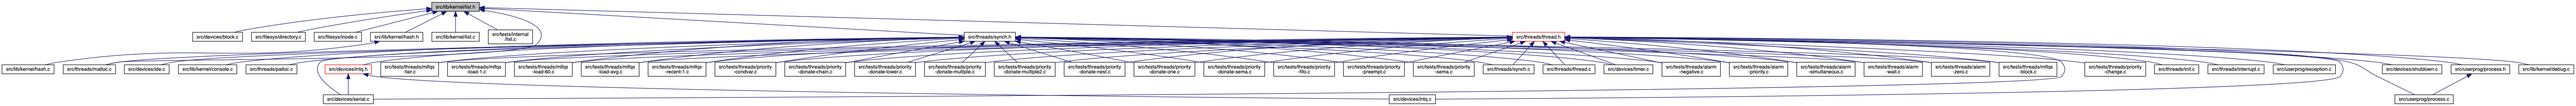 src/lib/kernel/list.h
src/devices/block.c
src/filesys/directory.c
src/filesys/inode.c
src/lib/kernel/hash.h
src/lib/kernel/list.c
src/tests/internal
/list.c
src/threads/synch.h
src/threads/thread.h
src/lib/kernel/hash.c
src/threads/malloc.c
src/devices/ide.c
src/lib/kernel/console.c
src/threads/palloc.c
src/devices/intq.h
src/tests/threads/mlfqs
-fair.c
src/tests/threads/mlfqs
-load-1.c
src/tests/threads/mlfqs
-load-60.c
src/tests/threads/mlfqs
-load-avg.c
src/tests/threads/mlfqs
-recent-1.c
src/tests/threads/priority
-condvar.c
src/tests/threads/priority
-donate-chain.c
src/tests/threads/priority
-donate-lower.c
src/tests/threads/priority
-donate-multiple.c
src/tests/threads/priority
-donate-multiple2.c
src/tests/threads/priority
-donate-nest.c
src/tests/threads/priority
-donate-one.c
src/tests/threads/priority
-donate-sema.c
src/tests/threads/priority
-fifo.c
src/tests/threads/priority
-preempt.c
src/tests/threads/priority
-sema.c
src/threads/synch.c
src/threads/thread.c
src/devices/timer.c
src/tests/threads/alarm
-negative.c
src/tests/threads/alarm
-priority.c
src/tests/threads/alarm
-simultaneous.c
src/tests/threads/alarm
-wait.c
src/tests/threads/alarm
-zero.c
src/tests/threads/mlfqs
-block.c
src/tests/threads/priority
-change.c
src/threads/init.c
src/threads/interrupt.c
src/userprog/exception.c
src/devices/shutdown.c
src/userprog/process.h
src/lib/kernel/debug.c
src/devices/serial.c
src/devices/intq.c
src/userprog/process.c